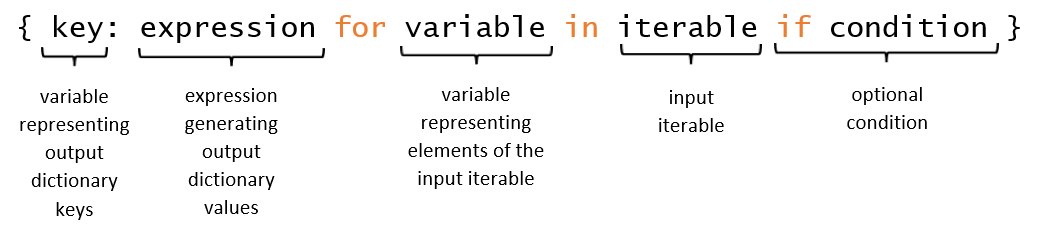 { key: expression for variable in iterable if condition }
variable
representing
output
dictionary
keys
expression
generating
output
dictionary
values
variable
representing
elements of the
input iterable
input
iterable
optional
condition